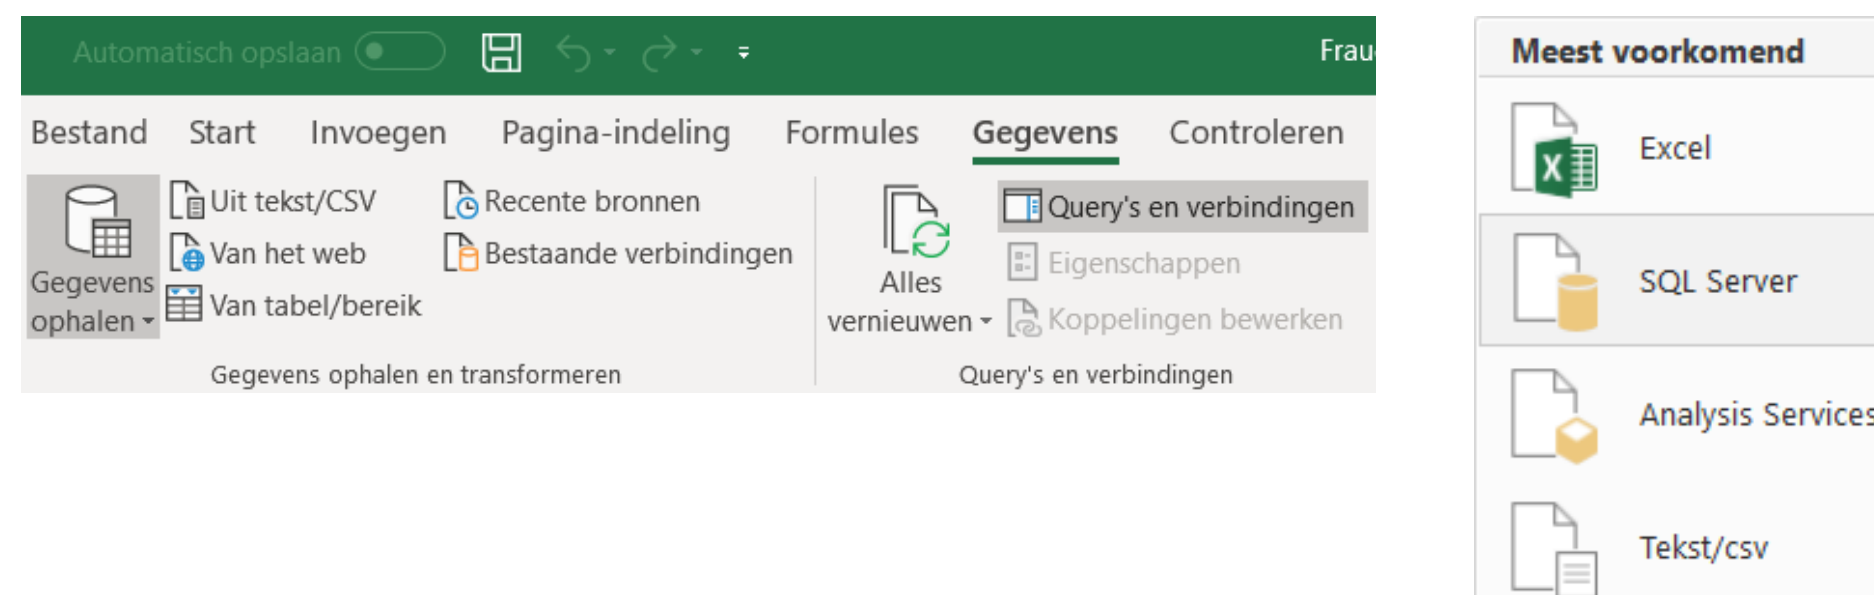 Automatisch opslaan
Frau
Bestand Start Invoegen Pagina-indeling Formules Gegevens Controleren
Gegevens ophalen
Uit tekst/CSV
Van het web
Van tabel/bereik
Recente bronnen
Bestaande verbindingen
Gegevens ophalen en transformeren
Alles
vernieuwen
Query's en verbindingen
Eigenschappen
Koppelingen bewerken
Query's en verbindingen
Meest voorkomend
Excel
SQL Server
Analysis Services
Tekst/csv